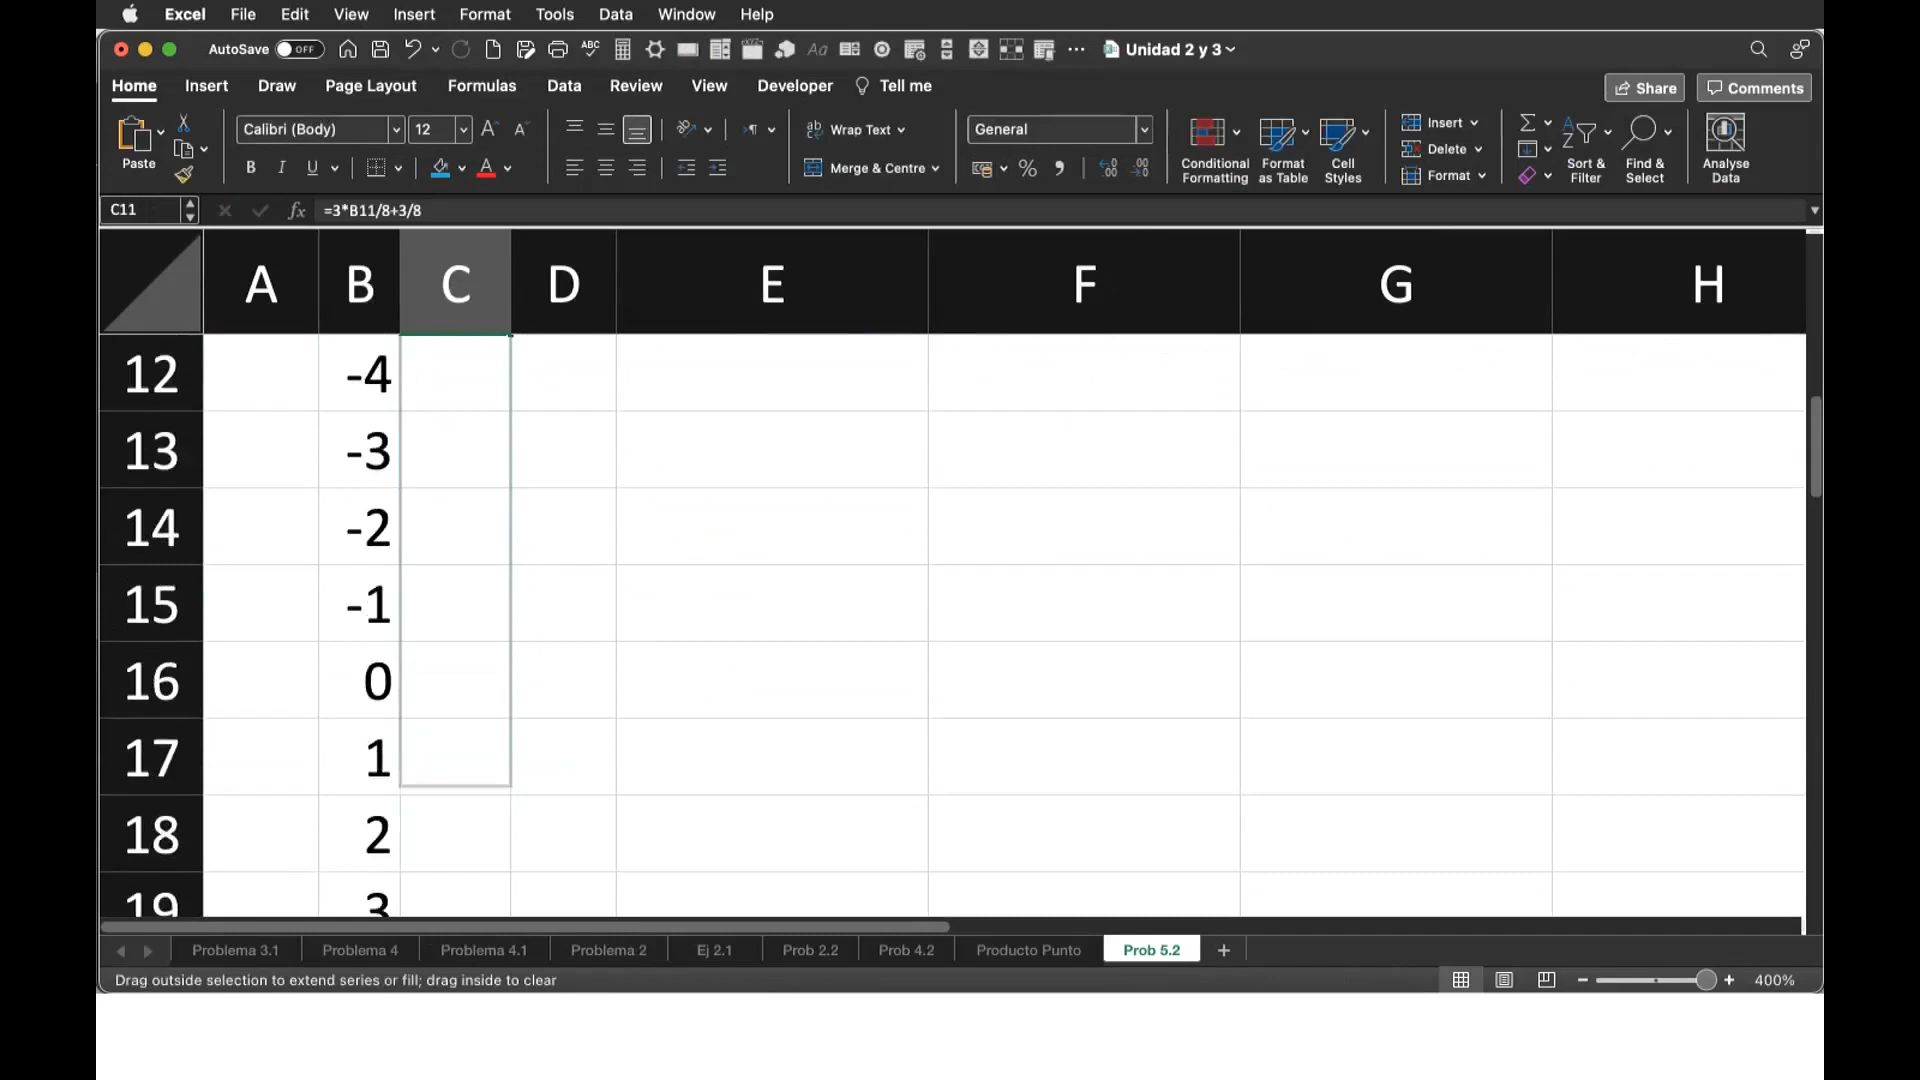 Excel File Edit View Insert Format Tools Data Window Help
AutoSave OFF ABC Aa ... Unidad 2 y 3
Home Insert Draw Page Layout Formulas Data Review View Developer Tell me Share Comments
Paste Calibri (Body) 12 A A B I U A ab c Wrap Text Merge & Centre General % , .00 Conditional Formatting Format as Table Cell Styles Insert Delete Format Σ A Z Sort & Filter Find & Select Analyse Data
C11 fx =3*B11/8+3/8
A B C D E F G H
12 -4
13 -3
14 -2
15 -1
16 0
17 1
18 2
19 3
Problema 3.1 Problema 4 Problema 4.1 Problema 2 Ej 2.1 Prob 2.2 Prob 4.2 Producto Punto Prob 5.2 +
Drag outside selection to extend series or fill; drag inside to clear - + 400%